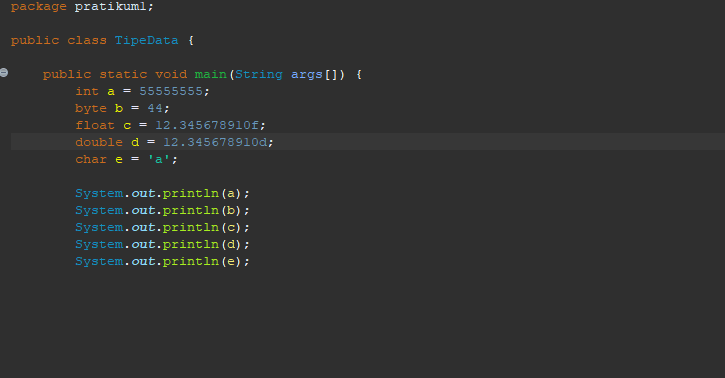 package pratikum1;
public class TipeData {
public static void main(String args[]) {
int a = 55555555;
byte b = 44;
float c = 12.345678910f;
double d = 12.345678910d;
char e = 'a';
System.out.println(a);
System.out.println(b);
System.out.println(c);
System.out.println(d);
System.out.println(e);